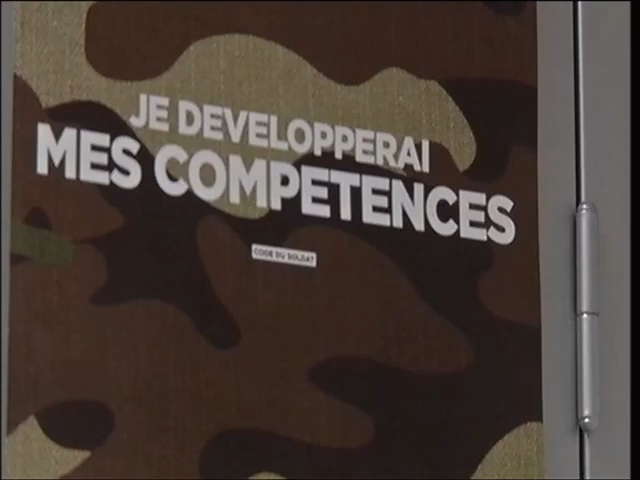 JE DEVELOPPERAI
MES COMPETENCES
CODE DU SOLDAT